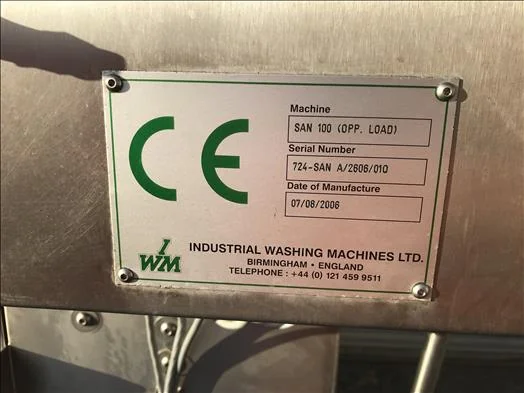 CE
Machine
SAN 100 (OPP. LOAD)
Serial Number
724-SAN A/2606/01Q
Date of Manufacture
07/08/2006
IWM
INDUSTRIAL WASHING MACHINES LTD.
BIRMINGHAM • ENGLAND
TELEPHONE : +44 (0) 121 459 9511